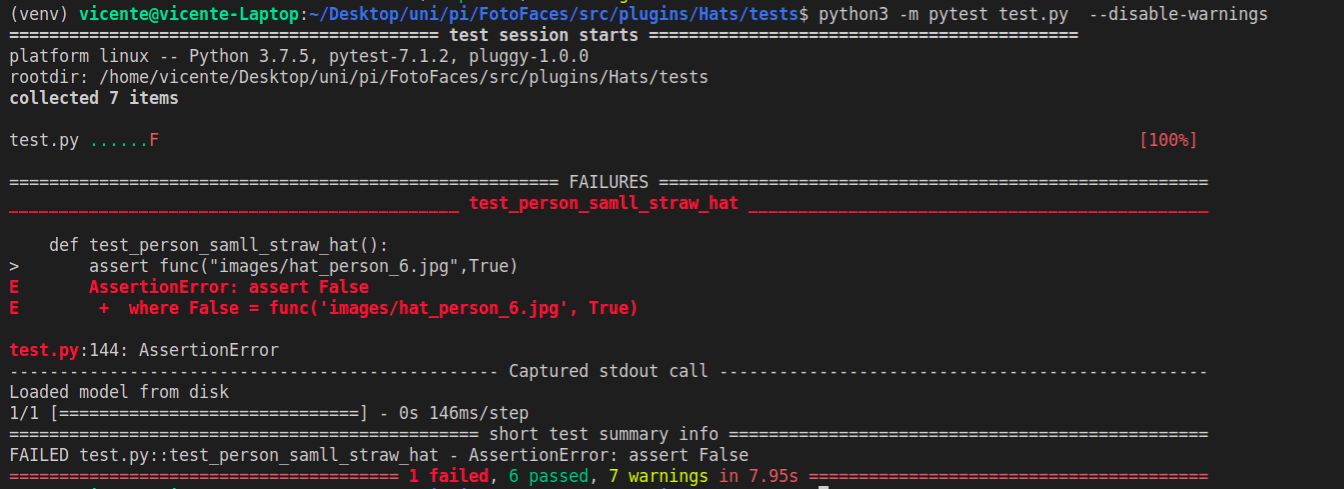 (venv) vicente@vicente-Laptop:~/Desktop/uni/pi/FotoFaces/src/plugins/Hats/tests$ python3 -m pytest test.py  --disable-warnings
=========================================== test session starts ===========================================
platform linux -- Python 3.7.5, pytest-7.1.2, pluggy-1.0.0
rootdir: /home/vicente/Desktop/uni/pi/FotoFaces/src/plugins/Hats/tests
collected 7 items

test.py ......F                                                                                                  [100%]

======================================================= FAILURES =======================================================
_____________________________________________ test_person_samll_straw_hat ______________________________________________

    def test_person_samll_straw_hat():
>       assert func("images/hat_person_6.jpg",True)
E       AssertionError: assert False
E        +  where False = func('images/hat_person_6.jpg', True)

test.py:144: AssertionError
------------------------------------------------- Captured stdout call -------------------------------------------------
Loaded model from disk
1/1 [==============================] - 0s 146ms/step
=============================================== short test summary info ================================================
FAILED test.py::test_person_samll_straw_hat - AssertionError: assert False
======================================= 1 failed, 6 passed, 7 warnings in 7.95s ========================================